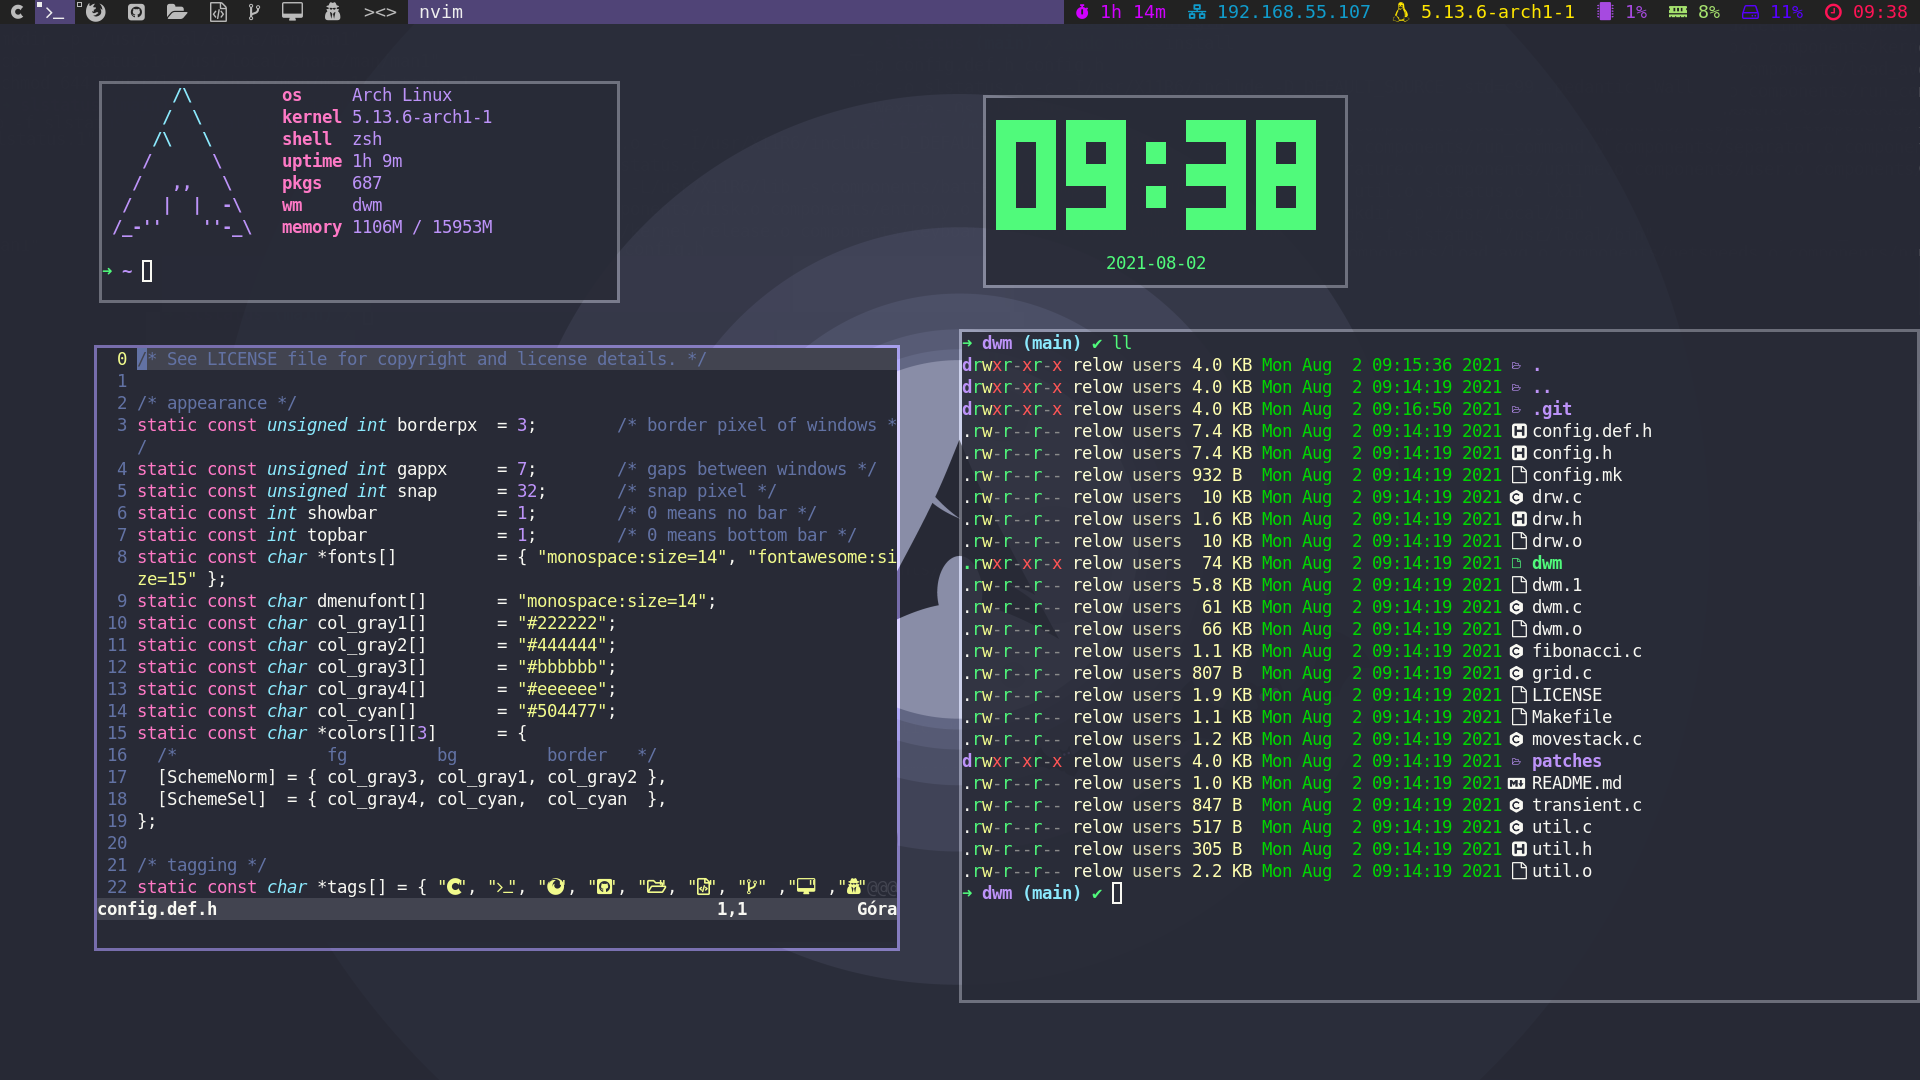 ><> nvim 1h 14m 192.168.55.107 5.13.6-arch1-1 1% 8% 11% 09:38
/\ os Arch Linux
/  \ kernel 5.13.6-arch1-1
/\   \ shell zsh
/      \ uptime 1h 9m
/   ,,   \ pkgs 687
/   |  |  -\ wm dwm
/_-''    ''-_\ memory 1106M / 15953M
➜ ~
09:38
2021-08-02
0 /* See LICENSE file for copyright and license details. */
1
2 /* appearance */
3 static const unsigned int borderpx  = 3;        /* border pixel of windows *
/
4 static const unsigned int gappx     = 7;        /* gaps between windows */
5 static const unsigned int snap      = 32;       /* snap pixel */
6 static const int showbar            = 1;        /* 0 means no bar */
7 static const int topbar             = 1;        /* 0 means bottom bar */
8 static const char *fonts[]          = { "monospace:size=14", "fontawesome:si
ze=15" };
9 static const char dmenufont[]       = "monospace:size=14";
10 static const char col_gray1[]       = "#222222";
11 static const char col_gray2[]       = "#444444";
12 static const char col_gray3[]       = "#bbbbbb";
13 static const char col_gray4[]       = "#eeeeee";
14 static const char col_cyan[]        = "#504477";
15 static const char *colors[][3]      = {
16   /*               fg         bg         border   */
17   [SchemeNorm] = { col_gray3, col_gray1, col_gray2 },
18   [SchemeSel]  = { col_gray4, col_cyan,  col_cyan  },
19 };
20
21 /* tagging */
22 static const char *tags[] = { "", "", "", "", "", "", "" ,"" ,""@@@
config.def.h 1,1 Góra
➜ dwm (main) ✔ ll
drwxr-xr-x relow users 4.0 KB Mon Aug  2 09:15:36 2021 .
drwxr-xr-x relow users 4.0 KB Mon Aug  2 09:14:19 2021 ..
drwxr-xr-x relow users 4.0 KB Mon Aug  2 09:16:50 2021 .git
.rw-r--r-- relow users 7.4 KB Mon Aug  2 09:14:19 2021 config.def.h
.rw-r--r-- relow users 7.4 KB Mon Aug  2 09:14:19 2021 config.h
.rw-r--r-- relow users 932 B  Mon Aug  2 09:14:19 2021 config.mk
.rw-r--r-- relow users  10 KB Mon Aug  2 09:14:19 2021 drw.c
.rw-r--r-- relow users 1.6 KB Mon Aug  2 09:14:19 2021 drw.h
.rw-r--r-- relow users  10 KB Mon Aug  2 09:14:19 2021 drw.o
.rwxr-xr-x relow users  74 KB Mon Aug  2 09:14:19 2021 dwm
.rw-r--r-- relow users 5.8 KB Mon Aug  2 09:14:19 2021 dwm.1
.rw-r--r-- relow users  61 KB Mon Aug  2 09:14:19 2021 dwm.c
.rw-r--r-- relow users  66 KB Mon Aug  2 09:14:19 2021 dwm.o
.rw-r--r-- relow users 1.1 KB Mon Aug  2 09:14:19 2021 fibonacci.c
.rw-r--r-- relow users 807 B  Mon Aug  2 09:14:19 2021 grid.c
.rw-r--r-- relow users 1.9 KB Mon Aug  2 09:14:19 2021 LICENSE
.rw-r--r-- relow users 1.1 KB Mon Aug  2 09:14:19 2021 Makefile
.rw-r--r-- relow users 1.2 KB Mon Aug  2 09:14:19 2021 movestack.c
drwxr-xr-x relow users 4.0 KB Mon Aug  2 09:14:19 2021 patches
.rw-r--r-- relow users 1.0 KB Mon Aug  2 09:14:19 2021 README.md
.rw-r--r-- relow users 847 B  Mon Aug  2 09:14:19 2021 transient.c
.rw-r--r-- relow users 517 B  Mon Aug  2 09:14:19 2021 util.c
.rw-r--r-- relow users 305 B  Mon Aug  2 09:14:19 2021 util.h
.rw-r--r-- relow users 2.2 KB Mon Aug  2 09:14:19 2021 util.o
➜ dwm (main) ✔